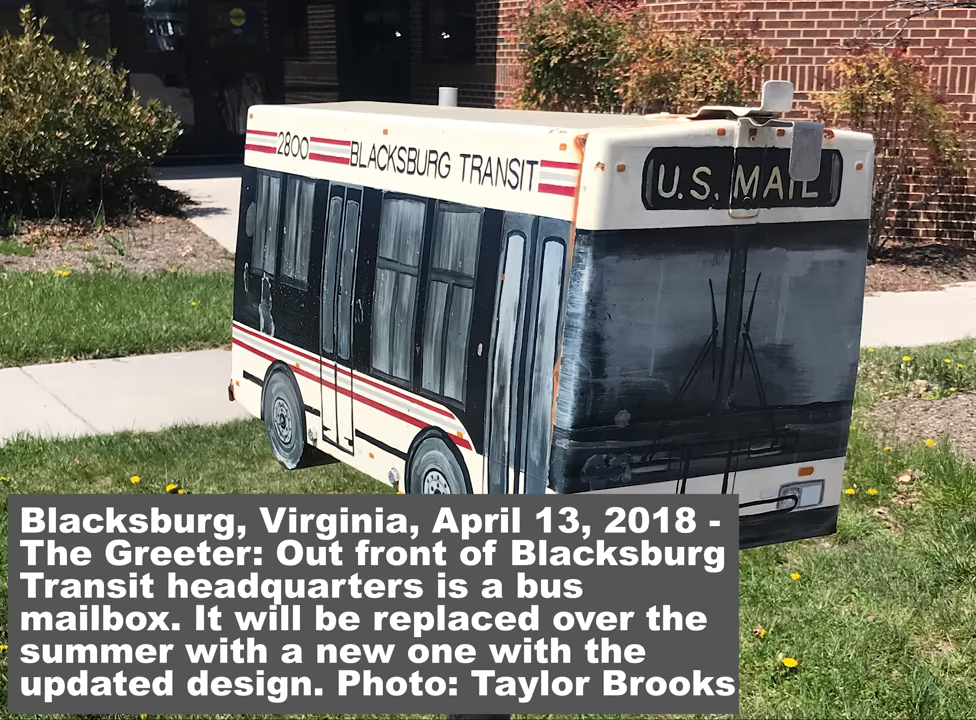 2800 BLACKSBURG TRANSIT
U.S. MAIL
Blacksburg, Virginia, April 13, 2018 -
The Greeter: Out front of Blacksburg
Transit headquarters is a bus
mailbox. It will be replaced over the
summer with a new one with the
updated design. Photo: Taylor Brooks